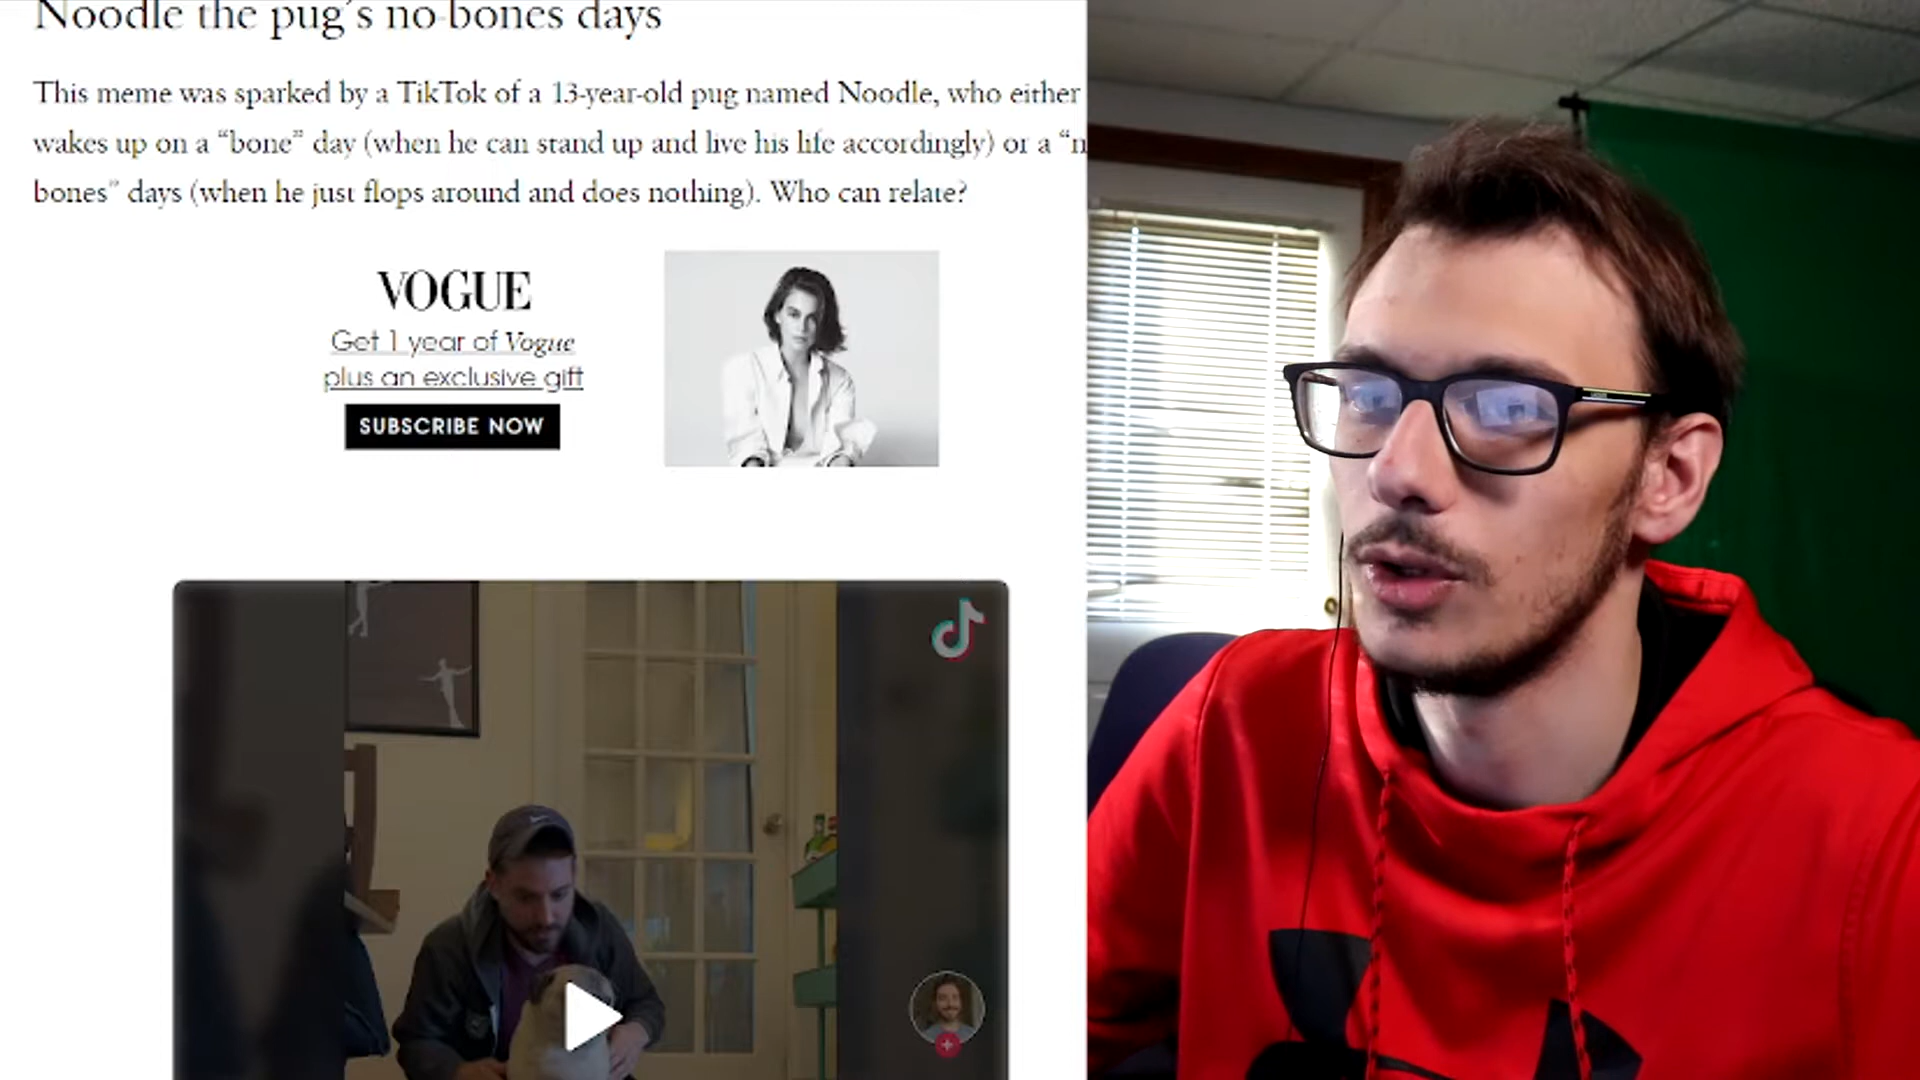 Noodle the pug's no-bones days
This meme was sparked by a TikTok of a 13-year-old pug named Noodle, who either
wakes up on a “bone” day (when he can stand up and live his life accordingly) or a “n
bones” days (when he just flops around and does nothing). Who can relate?
VOGUE
Get 1 year of Vogue
plus an exclusive gift
SUBSCRIBE NOW